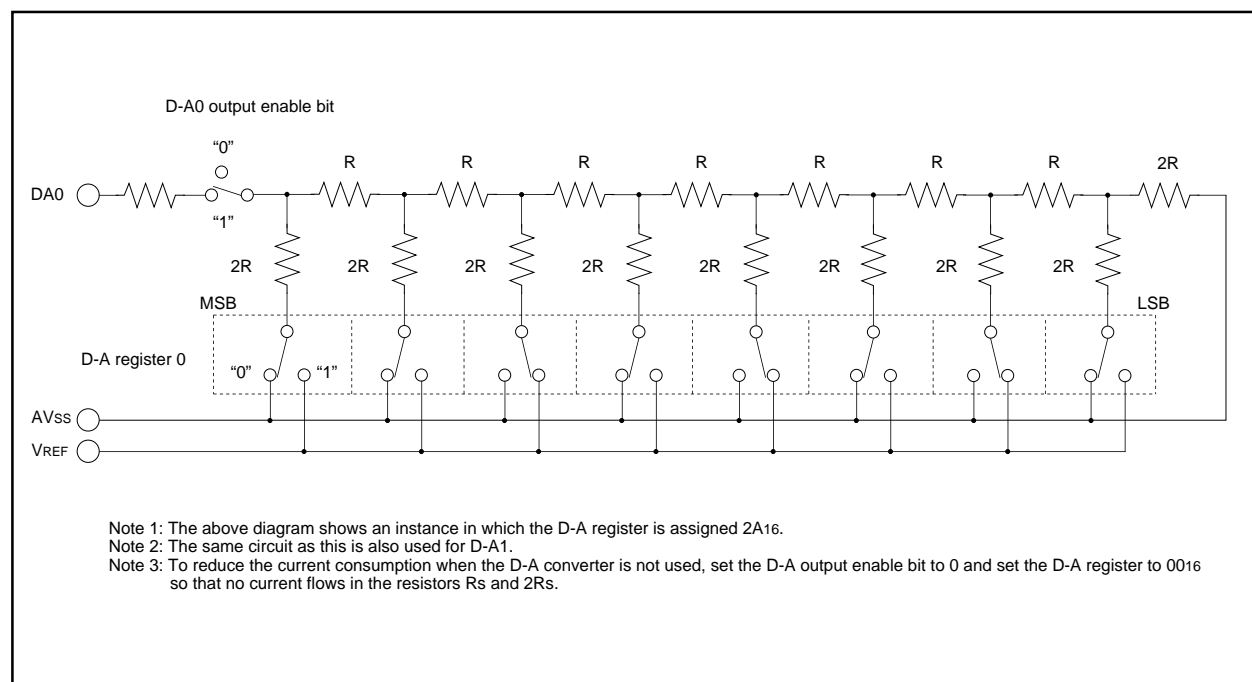 D-A0 output enable bit
“0”
R R R R R R R 2R
DA0
“1”
2R 2R 2R 2R 2R 2R 2R 2R
MSB LSB
D-A register 0
“0” “1”
AVSS
VREF
Note 1: The above diagram shows an instance in which the D-A register is assigned 2A16.
Note 2: The same circuit as this is also used for D-A1.
Note 3: To reduce the current consumption when the D-A converter is not used, set the D-A output enable bit to 0 and set the D-A register to 0016
so that no current flows in the resistors Rs and 2Rs.